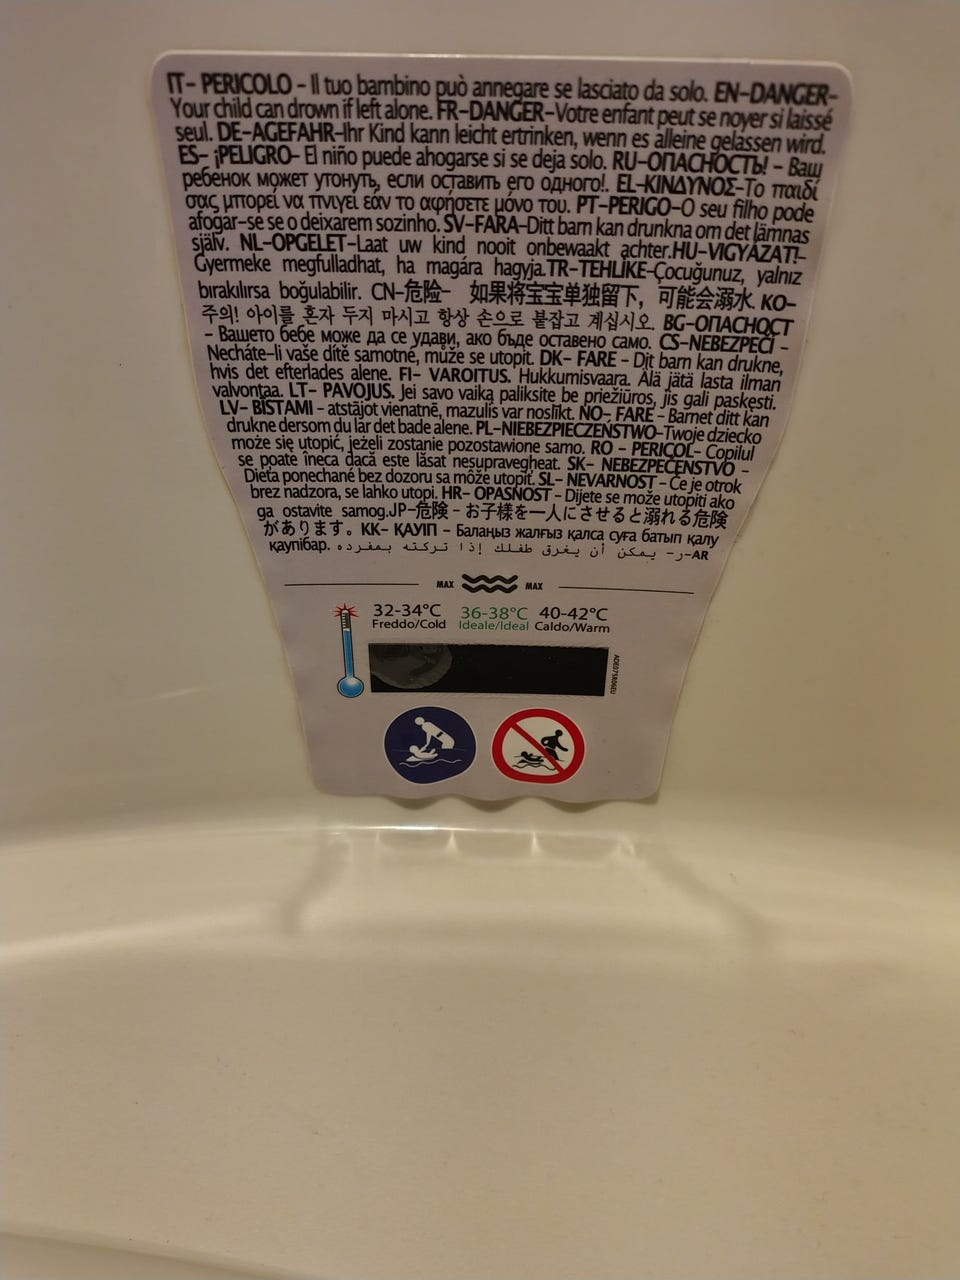 IT- PERICOLO - Il tuo bambino può annegare se lasciato da solo. EN-DANGER-
Your child can drown if left alone. FR-DANGER-Votre enfant peut se noyer si laissé
seul. DE-AGEFAHR-Ihr Kind kann leicht ertrinken, wenn es alleine gelassen wird.
ES- ¡PELIGRO- El niño puede ahogarse si se deja solo. RU-ОПАСНОСТЬ! - Ваш
ребенок может утонуть, если оставить его одного!. EL-ΚΙΝΔΥΝΟΣ-Το παιδί
σας μπορεί να πνιγεί εάν το αφήσετε μόνο του. PT-PERIGO-O seu filho pode
afogar-se se o deixarem sozinho. SV-FARA-Ditt barn kan drunkna om det lämnas
själv. NL-OPGELET-Laat uw kind nooit onbewaakt achter.HU-VIGYÁZAT!-
Gyermeke megfulladhat, ha magára hagyja.TR-TEHLİKE-Çocuğunuz, yalnız
bırakılırsa boğulabilir. CN-危险- 如果将宝宝单独留下，可能会溺水. KO-
주의! 아이를 혼자 두지 마시고 항상 손으로 붙잡고 계십시오. BG-ОПАСНОСТ
- Вашето бебе може да се удави, ако бъде оставено само. CS-NEBEZPEČÍ -
Necháte-li vaše dítě samotné, může se utopit. DK- FARE - Dit barn kan drukne,
hvis det efterlades alene. FI- VAROITUS. Hukkumisvaara. Älä jätä lasta ilman
valvontaa. LT- PAVOJUS. Jei savo vaiką paliksite be priežiūros, jis gali paskęsti.
LV- BĪSTAMI - atstājot vienatnē, mazulis var noslīkt. NO- FARE - Barnet ditt kan
drukne dersom du lar det bade alene. PL-NIEBEZPIECZEŃSTWO-Twoje dziecko
może się utopić, jeżeli zostanie pozostawione samo. RO - PERICOL- Copilul
se poate îneca dacă este lăsat nesupravegheat. SK- NEBEZPEČENSTVO -
Dieťa ponechané bez dozoru sa môže utopiť. SL- NEVARNOST - Če je otrok
brez nadzora, se lahko utopi. HR- OPASNOST - Dijete se može utopiti ako
ga ostavite samog.JP-危険 - お子様を一人にさせると溺れる危険
があります。KK- ҚАУІП - Балаңыз жалғыз қалса суға батып қалу
қаупібар. AR-ر- يمكن أن يغرق طفلك إذا تركته بمفرده
MAX MAX
32-34°C 36-38°C 40-42°C
Freddo/Cold Ideale/Ideal Caldo/Warm